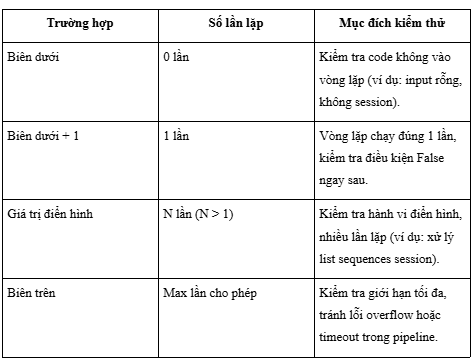 Trường hợp
Số lần lặp
Mục đích kiểm thử
Biên dưới
0 lần
Kiểm tra code không vào
vòng lặp (ví dụ: input rỗng,
không session).
Biên dưới + 1
1 lần
Vòng lặp chạy đúng 1 lần,
kiểm tra điều kiện False
ngay sau.
Giá trị điển hình
N lần (N > 1)
Kiểm tra hành vi điển hình,
nhiều lần lặp (ví dụ: xử lý
list sequences session).
Biên trên
Max lần cho phép
Kiểm tra giới hạn tối đa,
tránh lỗi overflow hoặc
timeout trong pipeline.